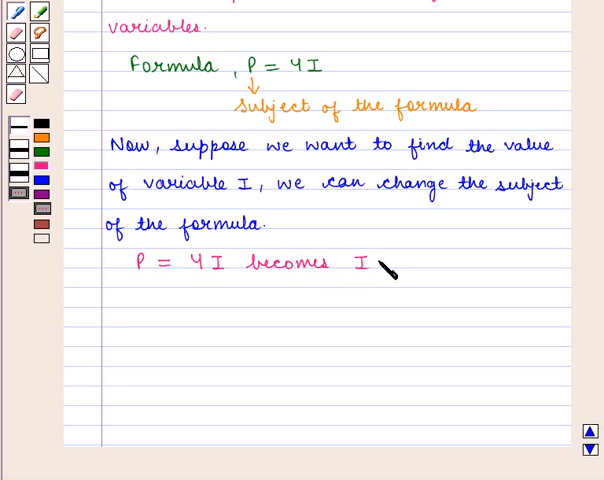 variables.
Formula, P = 4I
Subject of the formula
Now, suppose we want to find the value
of variable I, we can change the subject
of the formula.
P = 4I becomes I